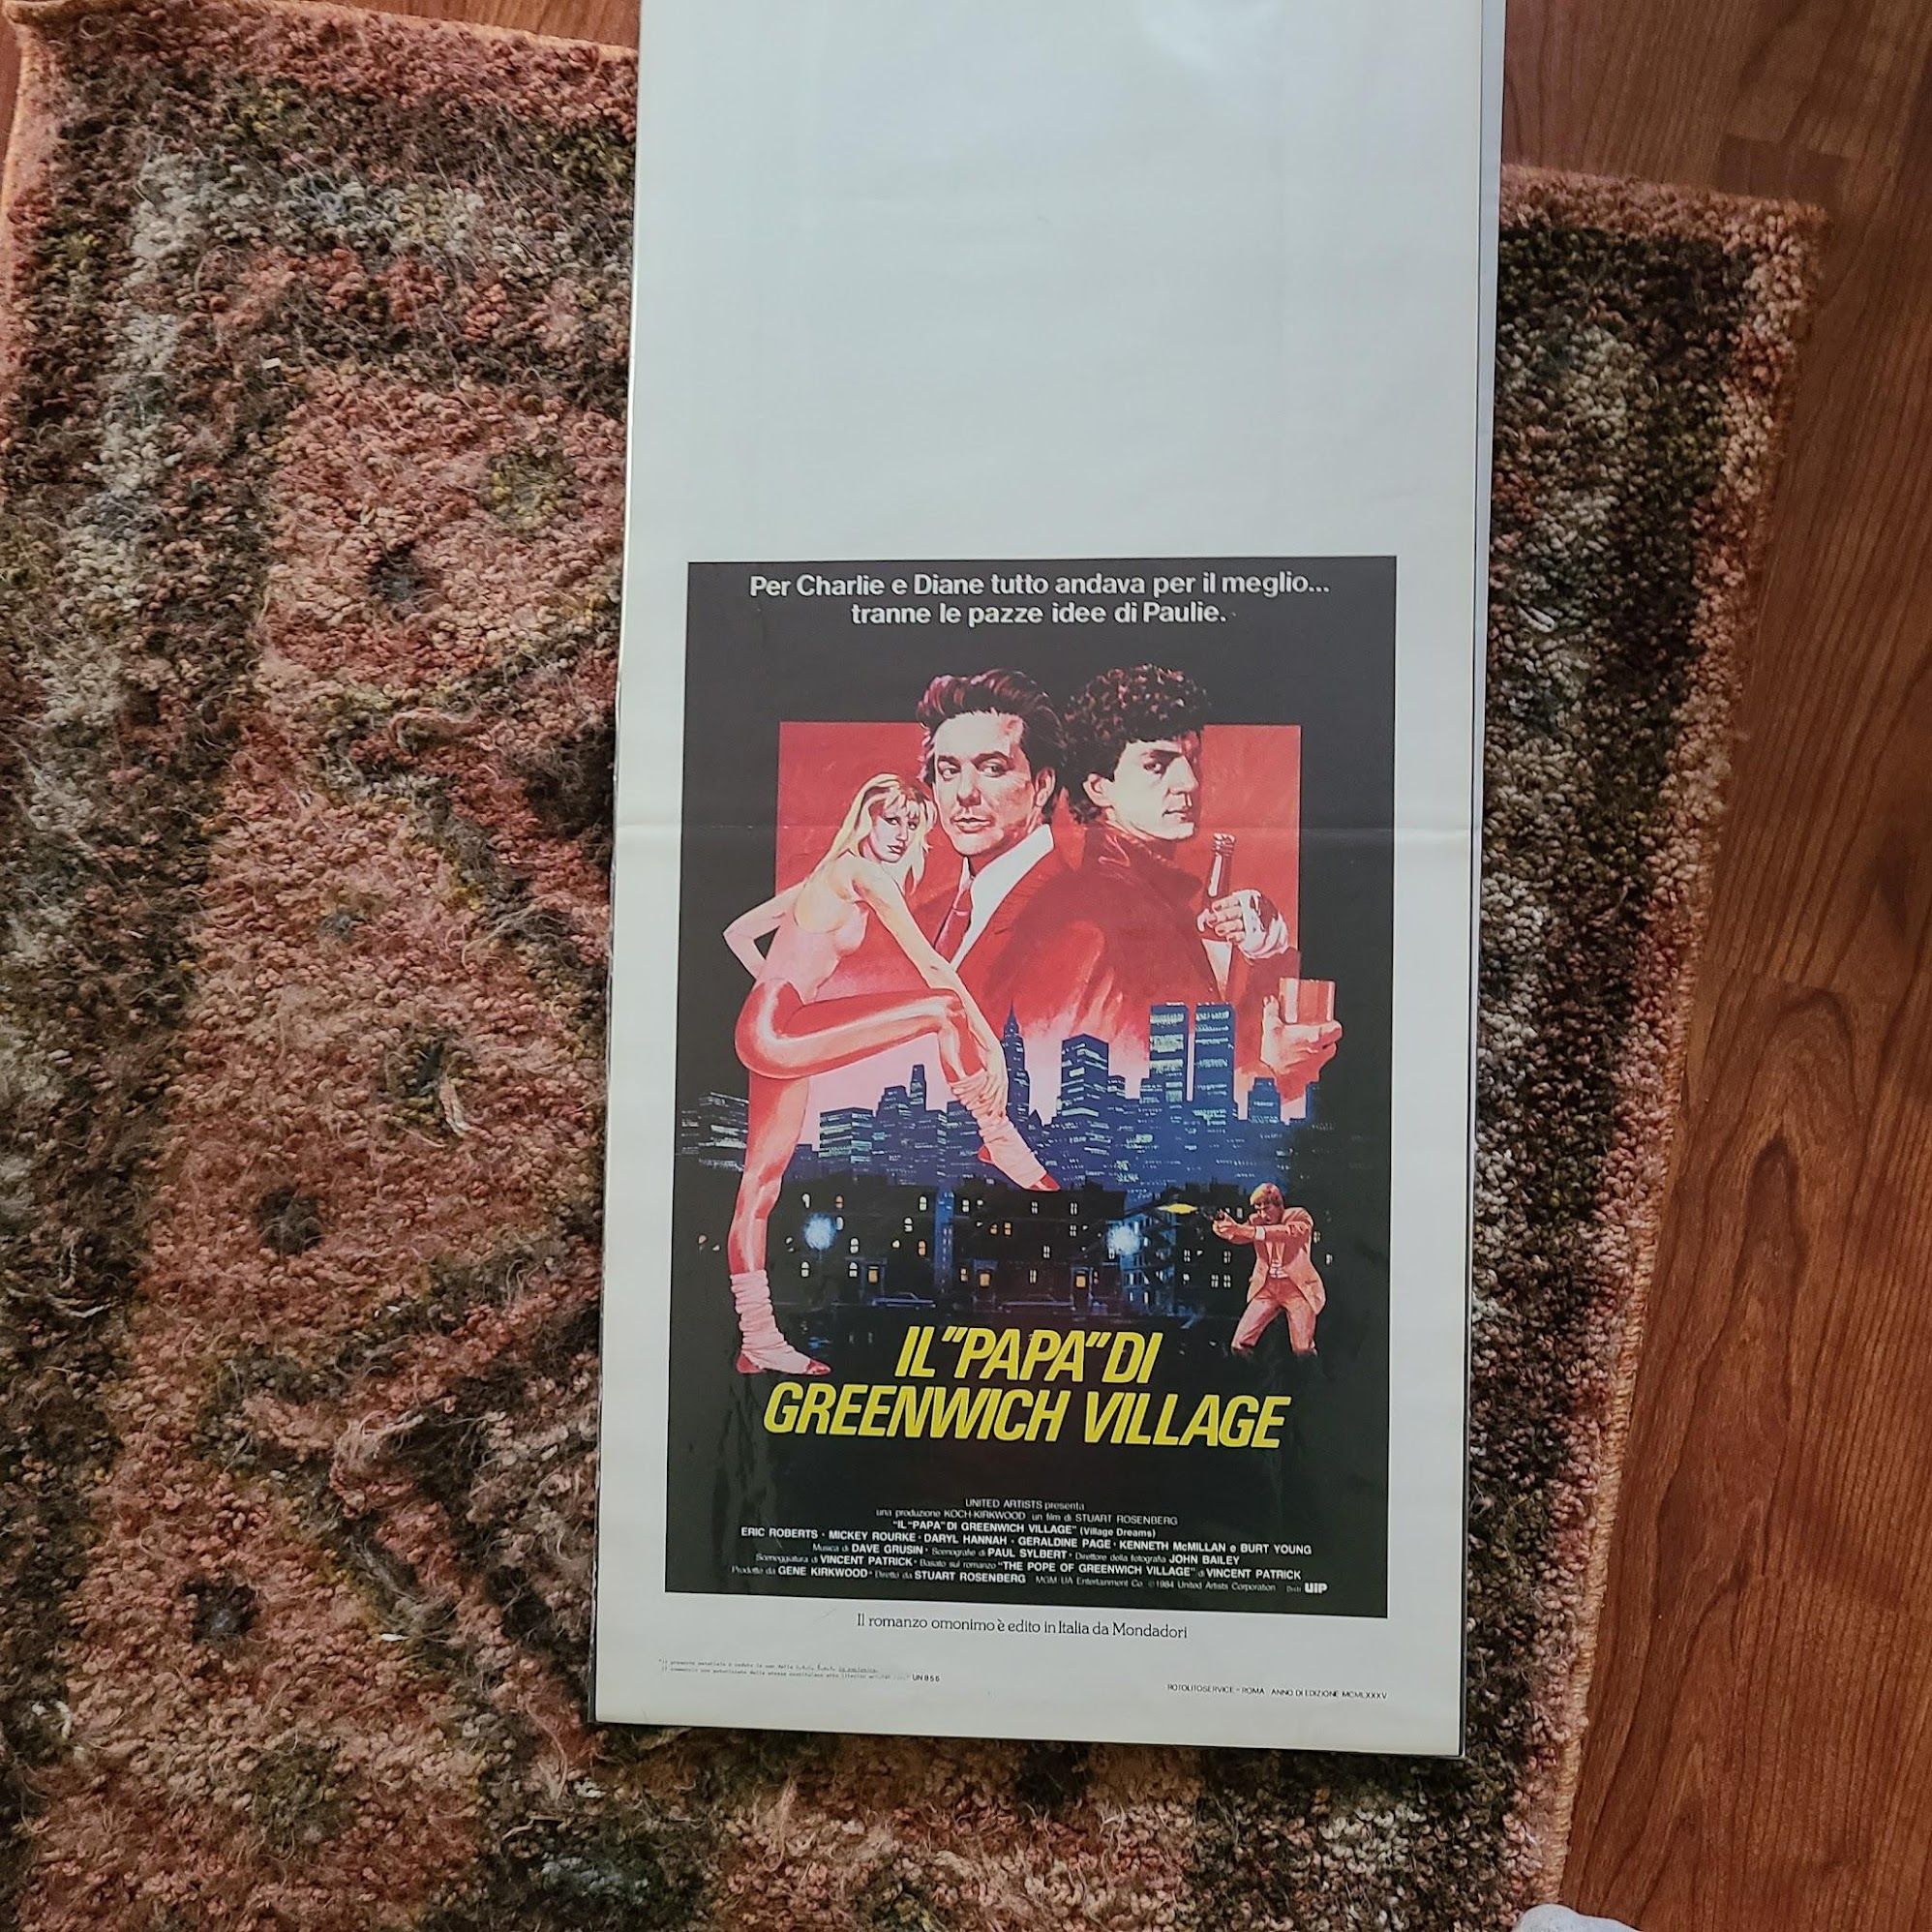 Per Charlie e Diane tutto andava per il meglio...
tranne le pazze idee di Paulie.
IL "PAPA" DI
GREENWICH VILLAGE
UNITED ARTISTS presenta
una produzione KOCH-KIRKWOOD un film di STUART ROSENBERG
"IL "PAPA" DI GREENWICH VILLAGE" (Village Dreams)
ERIC ROBERTS · MICKEY ROURKE · DARYL HANNAH · GERALDINE PAGE · KENNETH McMILLAN e BURT YOUNG
Musica di DAVE GRUSIN · Scenografie di PAUL SYLBERT · Direttore della fotografia JOHN BAILEY
Sceneggiatura di VINCENT PATRICK · Basato sul romanzo "THE POPE OF GREENWICH VILLAGE" di VINCENT PATRICK
Prodotto da GENE KIRKWOOD · Diretto da STUART ROSENBERG MGM/UA Entertainment Co. ©1984 United Artists Corporation Distr. UIP
Il romanzo omonimo è edito in Italia da Mondadori
UN 856
ROTOLITOSERVICE - ROMA ANNO DI EDIZIONE MCMLXXXV